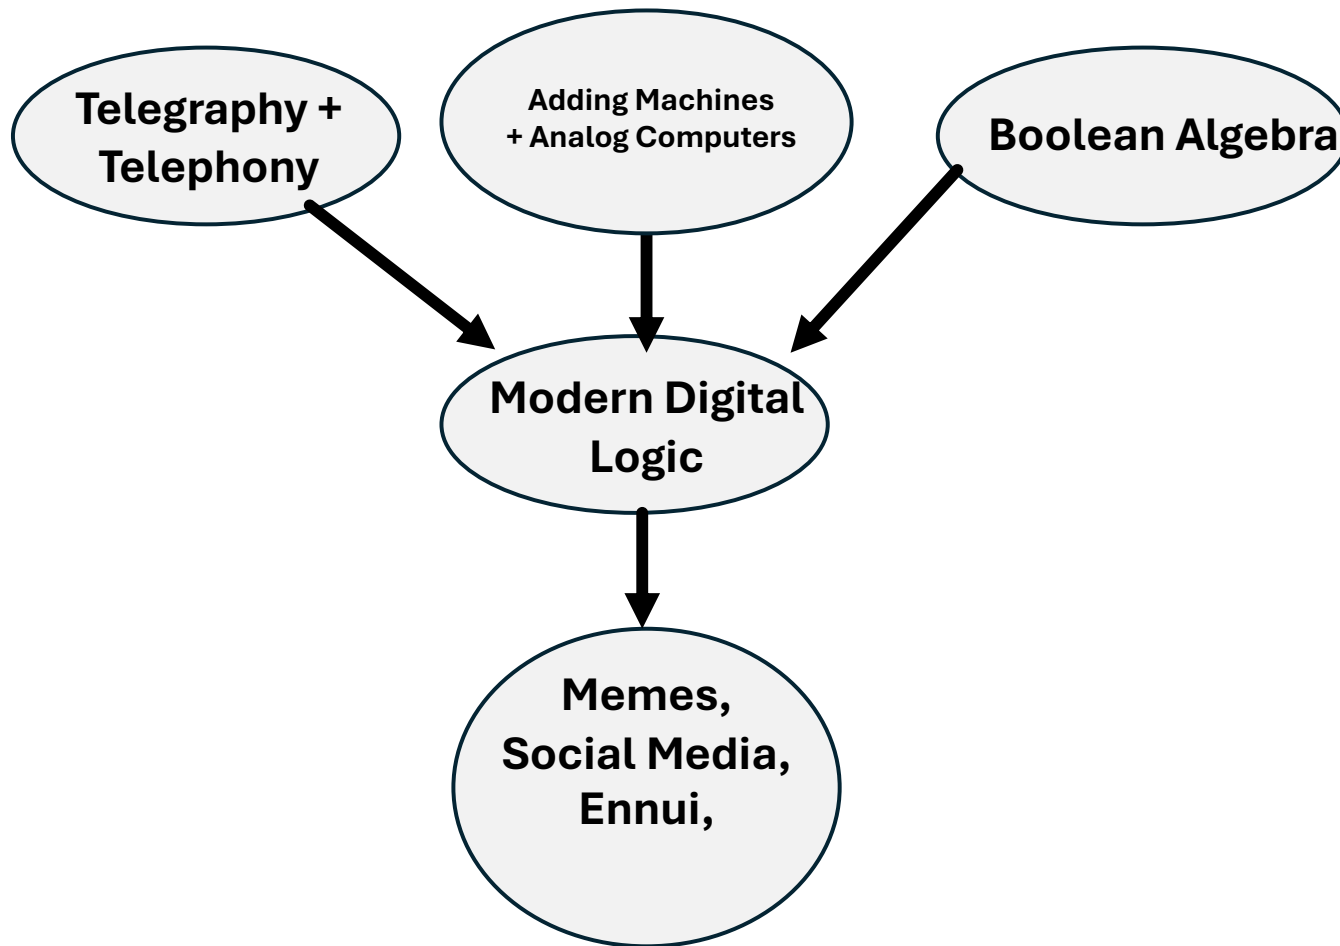 Telegraphy +
Telephony
Adding Machines
+ Analog Computers
Boolean Algebra
Modern Digital
Logic
Memes,
Social Media,
Ennui,